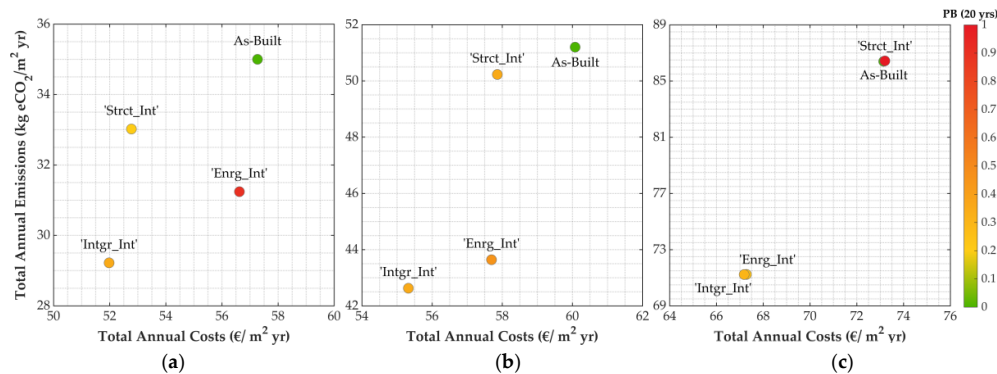 Total Annual Emissions (kg eCO2/m2 yr)
36
35
34
33
32
31
30
29
28
50 52 54 56 58 60
As-Built
'Strct_Int'
'Enrg_Int'
'Intgr_Int'
Total Annual Costs (€/ m2 yr)
(a)
52
50
48
46
44
42
54 56 58 60 62
'Strct_Int'
As-Built
'Enrg_Int'
'Intgr_Int'
Total Annual Costs (€/ m2 yr)
(b)
89
85
81
77
73
69
64 66 68 70 72 74 76
'Strct_Int'
As-Built
'Enrg_Int'
'Intgr_Int'
Total Annual Costs (€/ m2 yr)
(c)
PB (20 yrs)
1
0.9
0.8
0.7
0.6
0.5
0.4
0.3
0.2
0.1
0